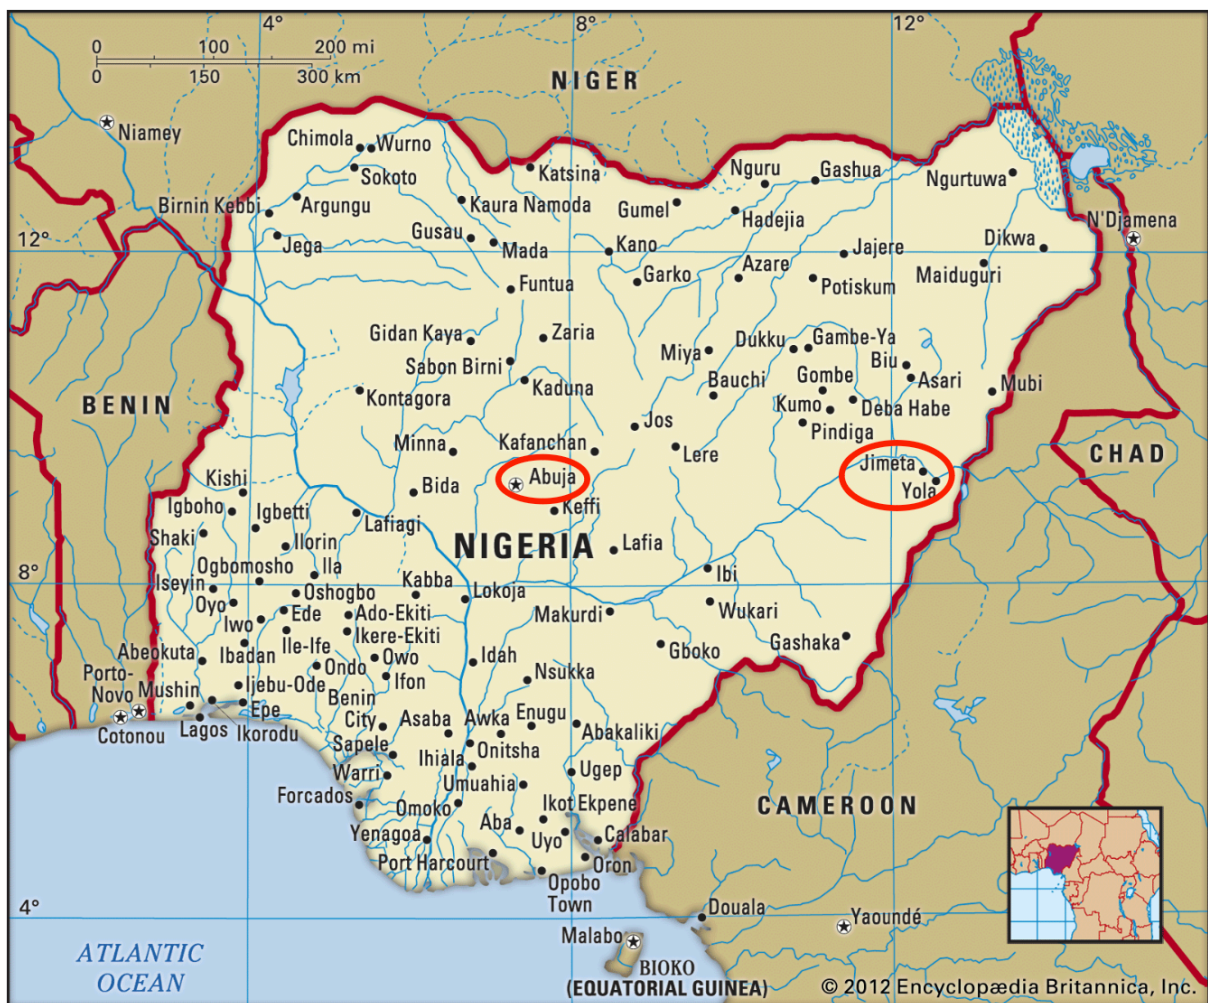 4°
8°
12°
0 100 200 mi
0 150 300 km
NIGER
Niamey
Chimola
Wurno
Sokoto
Katsina
Nguru
Gashua
Ngurtuwa
Birnin Kebbi
Argungu
Kaura Namoda
Gumel
Hadejia
N'Djamena
12°
Jega
Gusau
Mada
Kano
Jajere
Dikwa
Garko
Azare
Potiskum
Maiduguri
Funtua
Gidan Kaya
Zaria
Miya
Dukku
Gambe-Ya
Sabon Birni
Biu
BENIN
Kontagora
Kaduna
Bauchi
Gombe
Asari
Mubi
Kumo
Deba Habe
Jos
Pindiga
Minna
Kafanchan
Lere
CHAD
Kishi
Bida
Abuja
Jimeta
Yola
Igboho
Igbetti
Lafiagi
Keffi
Shaki
Ilorin
NIGERIA
Lafia
Ogbomosho
Ila
8°
Iseyin
Oshogbo
Kabba
Lokoja
Ibi
Oyo
Ede
Ado-Ekiti
Makurdi
Wukari
Iwo
Ile-Ife
Ikere-Ekiti
Gashaka
Abeokuta
Ibadan
Ondo
Owo
Idah
Gboko
Porto-
Novo
Mushin
Ijebu-Ode
Ifon
Nsukka
Epe
Benin
City
Asaba
Awka
Enugu
Abakaliki
Cotonou
Lagos
Ikorodu
Sapele
Onitsha
Ihiala
Warri
Umuahia
Ugep
Forcados
Omoko
Ikot Ekpene
CAMEROON
Yenagoa
Aba
Uyo
Calabar
Port Harcourt
Oron
Opobo
Town
4°
Douala
Yaoundé
Malabo
ATLANTIC
OCEAN
BIOKO
(EQUATORIAL GUINEA)
© 2012 Encyclopædia Britannica, Inc.